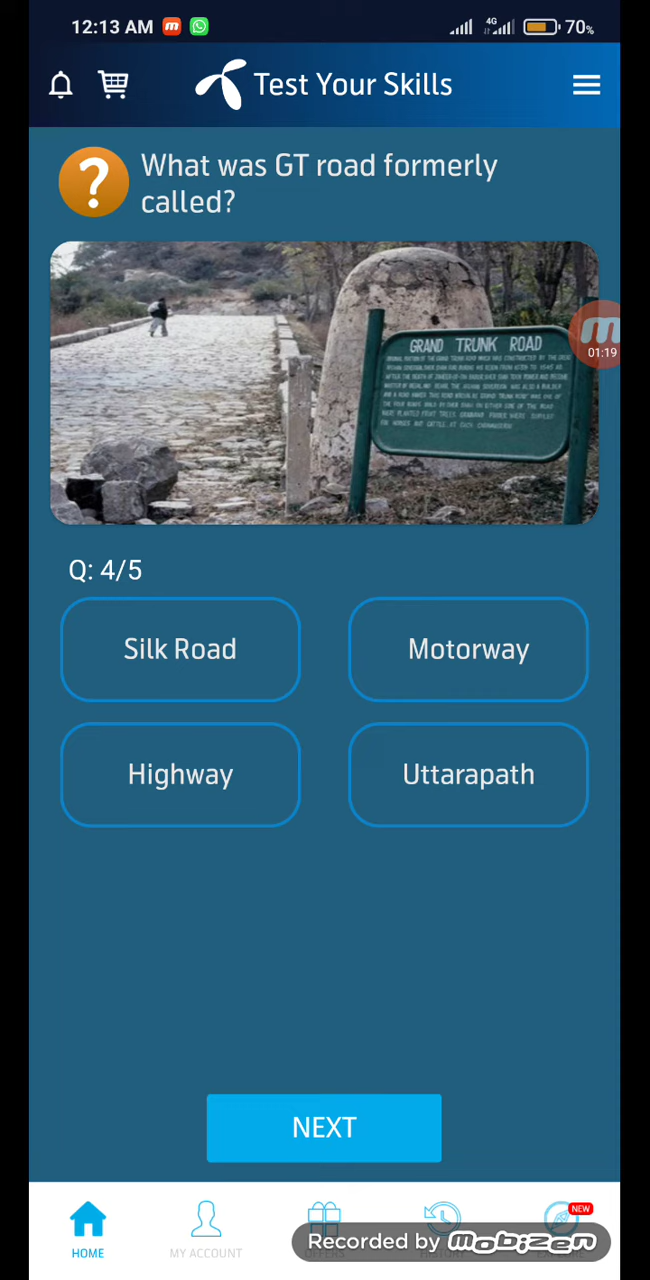 12:13 AM 4G 70%
Test Your Skills
What was GT road formerly
called?
GRAND TRUNK ROAD
01:19
Q: 4/5
Silk Road
Motorway
Highway
Uttarapath
NEXT
NEW
HOME
MY ACCOUNT
Recorded by mobizen